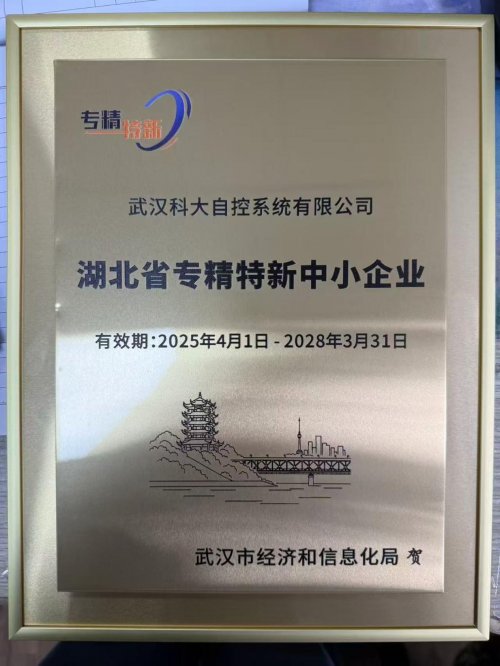 专精
特新
武汉科大自控系统有限公司
湖北省专精特新中小企业
有效期：2025年4月1日 - 2028年3月31日
武汉市经济和信息化局 贺